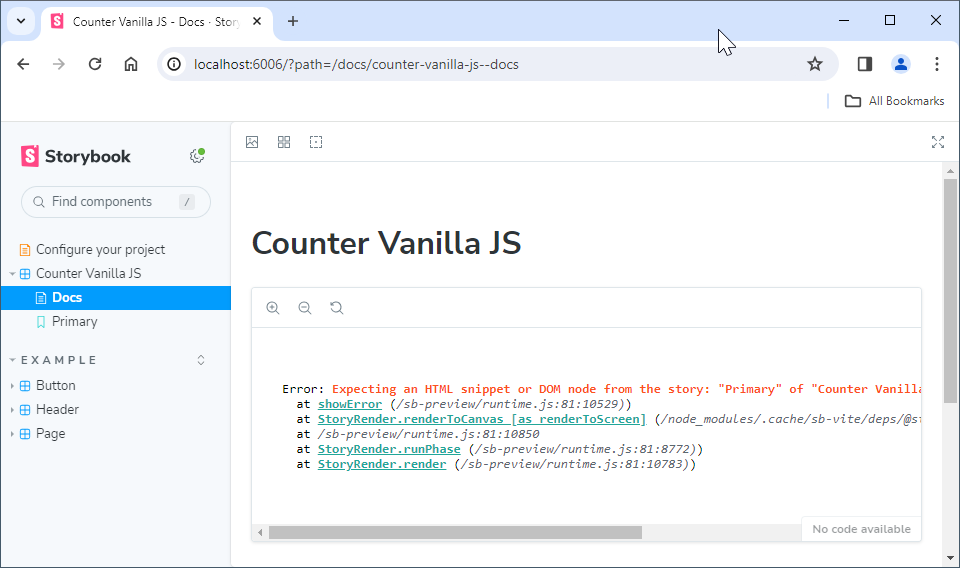 Counter Vanilla JS - Docs · Stor
localhost:6006/?path=/docs/counter-vanilla-js--docs
All Bookmarks
Storybook
Find components /
Configure your project
Counter Vanilla JS
Docs
Primary
EXAMPLE
Button
Header
Page
Counter Vanilla JS
Error: Expecting an HTML snippet or DOM node from the story: "Primary" of "Counter Vanilla
at showError (/sb-preview/runtime.js:81:10529))
at StoryRender.renderToCanvas [as renderToScreen] (/node_modules/.cache/sb-vite/deps/@st
at /sb-preview/runtime.js:81:10850
at StoryRender.runPhase (/sb-preview/runtime.js:81:8772))
at StoryRender.render (/sb-preview/runtime.js:81:10783))
No code available